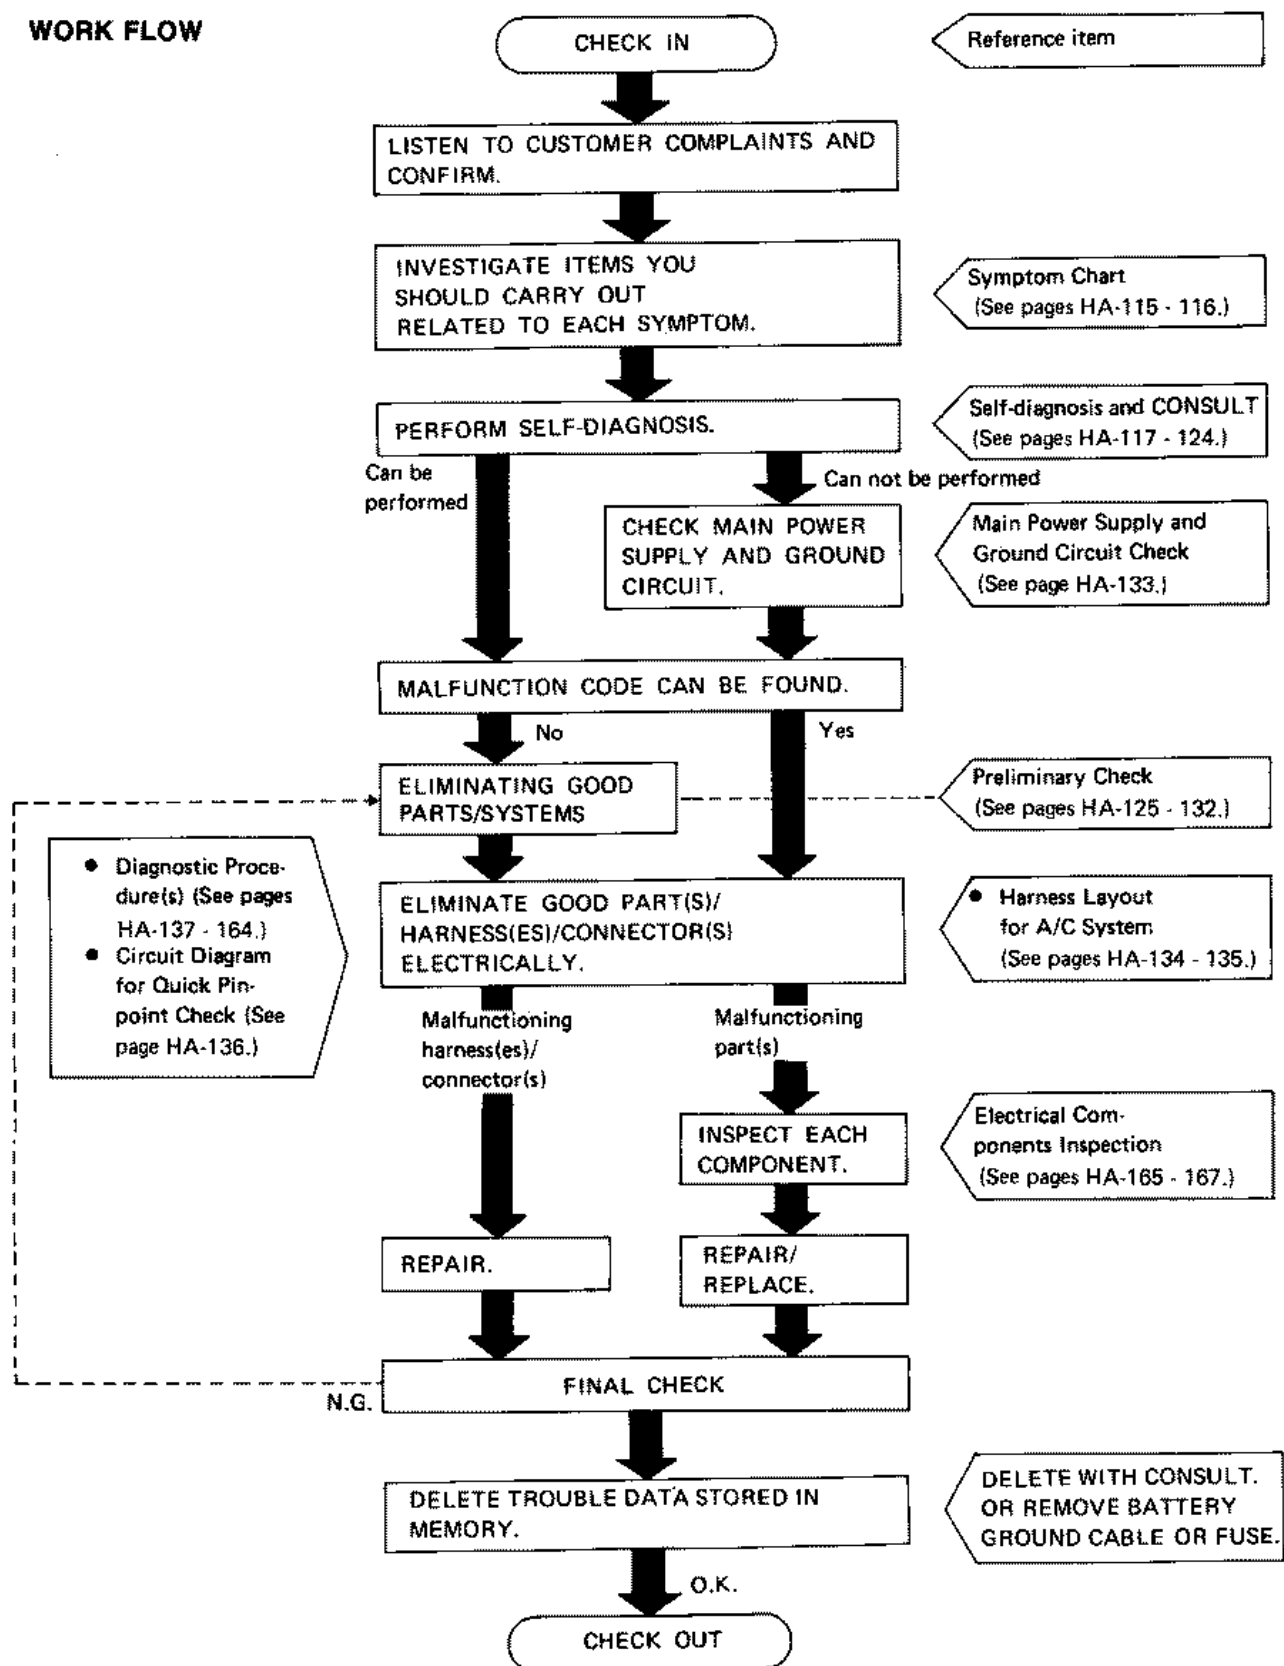 WORK FLOW
CHECK IN
Reference item
LISTEN TO CUSTOMER COMPLAINTS AND
CONFIRM.
INVESTIGATE ITEMS YOU
SHOULD CARRY OUT
RELATED TO EACH SYMPTOM.
Symptom Chart
(See pages HA-115 - 116.)
PERFORM SELF-DIAGNOSIS.
Self-diagnosis and CONSULT
(See pages HA-117 - 124.)
Can be
performed
Can not be performed
CHECK MAIN POWER
SUPPLY AND GROUND
CIRCUIT.
Main Power Supply and
Ground Circuit Check
(See page HA-133.)
MALFUNCTION CODE CAN BE FOUND.
No
Yes
ELIMINATING GOOD
PARTS/SYSTEMS
Preliminary Check
(See pages HA-125 - 132.)
● Diagnostic Proce-
dure(s) (See pages
HA-137 - 164.)
● Circuit Diagram
for Quick Pin-
point Check (See
page HA-136.)
ELIMINATE GOOD PART(S)/
HARNESS(ES)/CONNECTOR(S)
ELECTRICALLY.
● Harness Layout
for A/C System
(See pages HA-134 - 135.)
Malfunctioning
harness(es)/
connector(s)
Malfunctioning
part(s)
INSPECT EACH
COMPONENT.
Electrical Com-
ponents Inspection
(See pages HA-165 - 167.)
REPAIR.
REPAIR/
REPLACE.
FINAL CHECK
N.G.
DELETE TROUBLE DATA STORED IN
MEMORY.
DELETE WITH CONSULT.
OR REMOVE BATTERY
GROUND CABLE OR FUSE.
O.K.
CHECK OUT